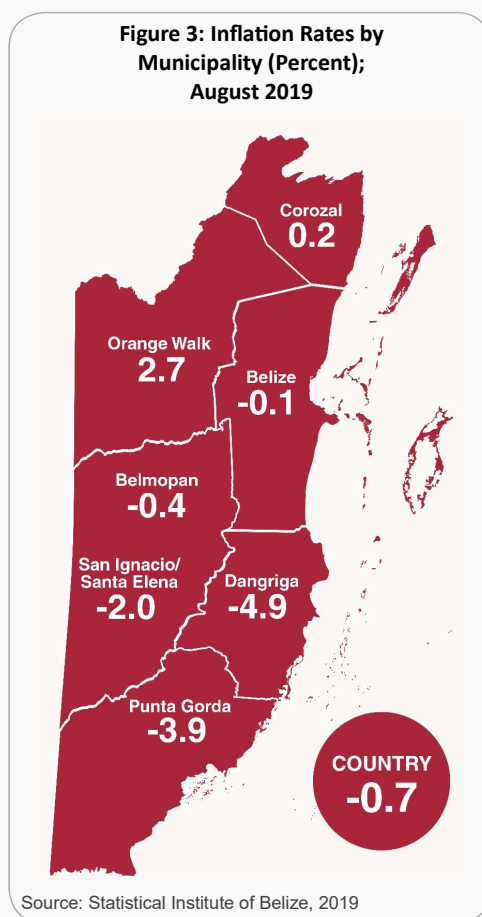 Figure 3: Inflation Rates by
Municipality (Percent);
August 2019
Corozal
0.2
Orange Walk
2.7
Belize
-0.1
Belmopan
-0.4
San Ignacio/
Santa Elena
-2.0
Dangriga
-4.9
Punta Gorda
-3.9
COUNTRY
-0.7
Source: Statistical Institute of Belize, 2019